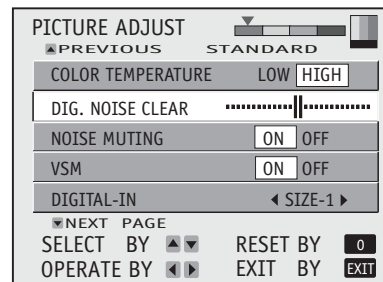 PICTURE ADJUST
PREVIOUS STANDARD
COLOR TEMPERATURE LOW HIGH
DIG. NOISE CLEAR
NOISE MUTING ON OFF
VSM ON OFF
DIGITAL-IN SIZE-1
NEXT PAGE
SELECT BY RESET BY 0
OPERATE BY EXIT BY EXIT